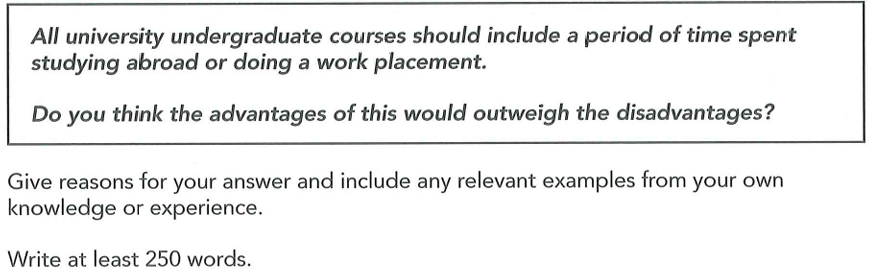 All university undergraduate courses should include a period of time spent
studying abroad or doing a work placement.
Do you think the advantages of this would outweigh the disadvantages?
Give reasons for your answer and include any relevant examples from your own
knowledge or experience.
Write at least 250 words.